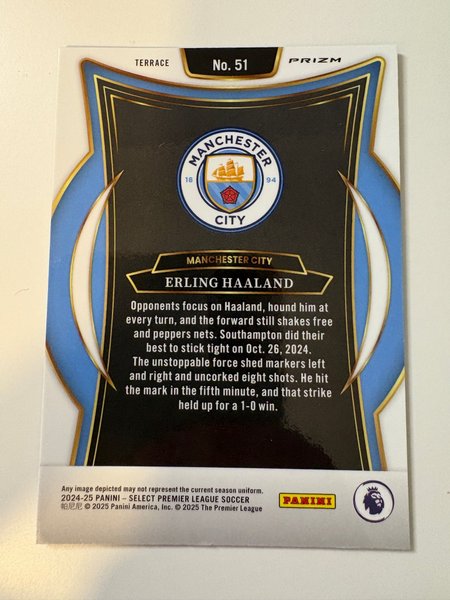 TERRACE
No. 51
PRIZM
MANCHESTER
18 94
CITY
MANCHESTER CITY
ERLING HAALAND
Opponents focus on Haaland, hound him at
every turn, and the forward still shakes free
and peppers nets. Southampton did their
best to stick tight on Oct. 26, 2024.
The unstoppable force shed markers left
and right and uncorked eight shots. He hit
the mark in the fifth minute, and that strike
held up for a 1-0 win.
Any image depicted may not represent the current season uniform.
2024-25 PANINI – SELECT PREMIER LEAGUE SOCCER
帕尼尼 © 2025 Panini America, Inc. © 2025 The Premier League
PANINI